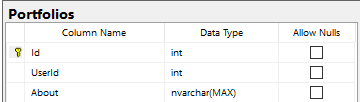 Portfolios
Column Name Data Type Allow Nulls
Id int
UserId int
About nvarchar(MAX)